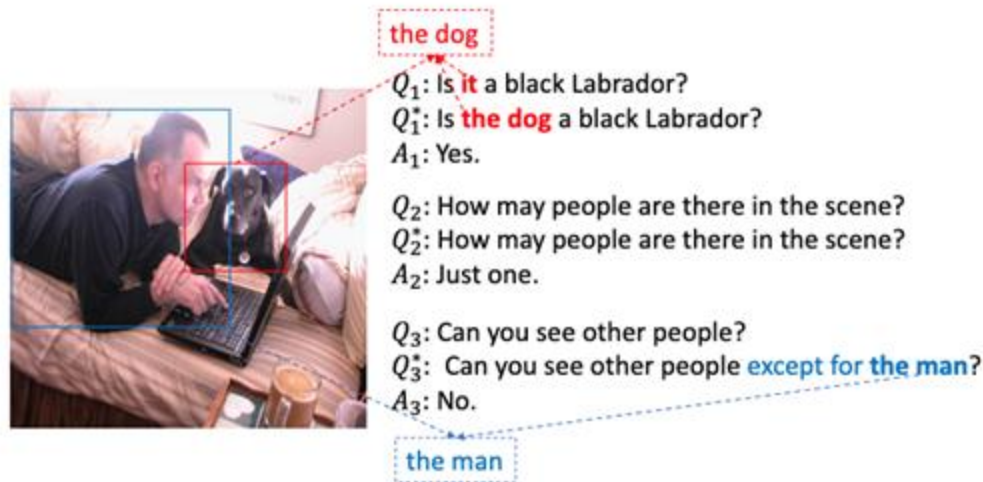 the dog
Q₁: Is it a black Labrador?
Q₁*: Is the dog a black Labrador?
A₁: Yes.
Q₂: How may people are there in the scene?
Q₂*: How may people are there in the scene?
A₂: Just one.
Q₃: Can you see other people?
Q₃*: Can you see other people except for the man?
A₃: No.
the man